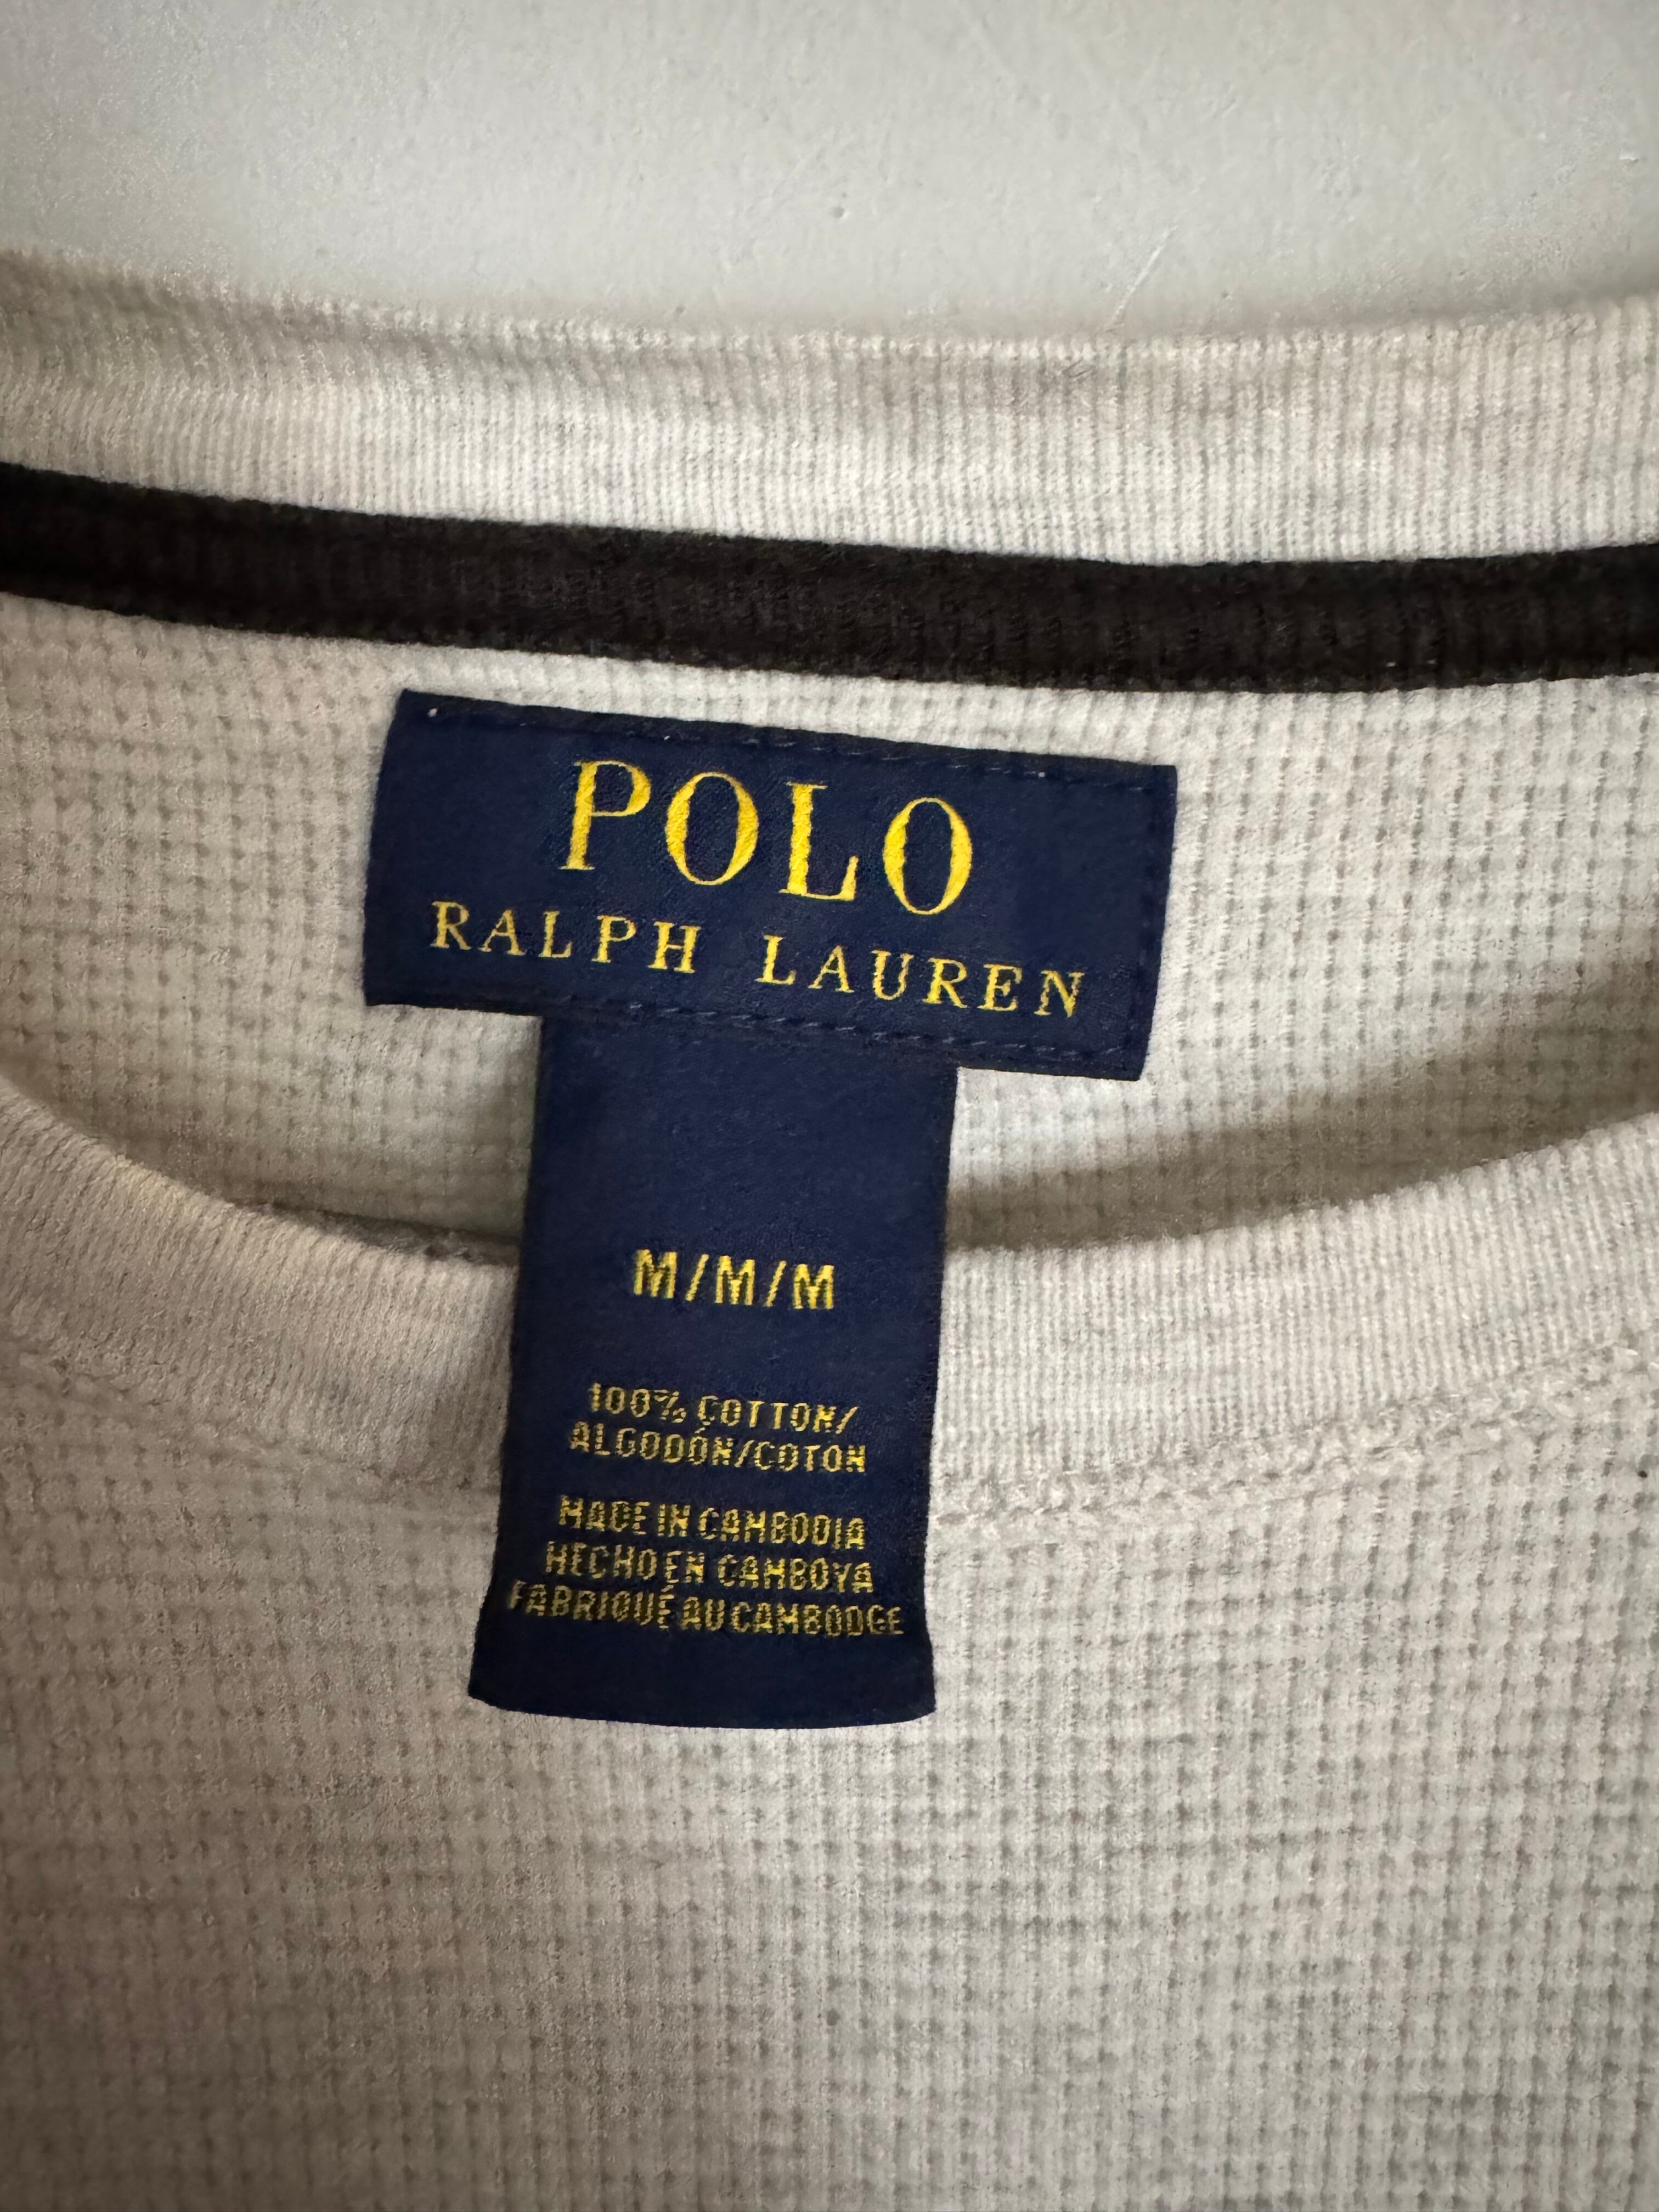 POLO
RALPH LAUREN
M/M/M
100% COTTON/
ALGODÓN/COTON
MADE IN CAMBODIA
HECHO EN CAMBOYA
FABRIQUÉ AU CAMBODGE